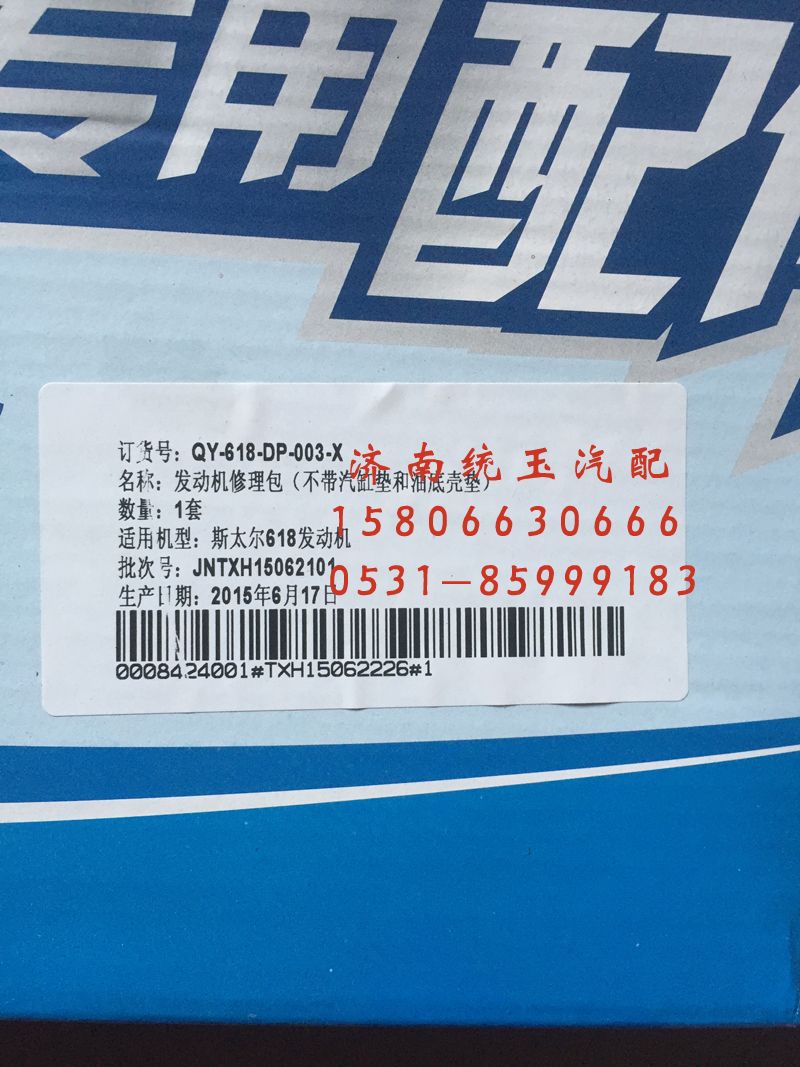 专用配件
订货号：QY-618-DP-003-X
济南统玉汽配
名称：发动机修理包（不带汽缸垫和油底壳垫）
数量：1套
15806630666
适用机型：斯太尔618发动机
批次号：JNTXH15062101
0531—85999183
生产日期：2015年6月17日
0008424001#TXH15062226#1